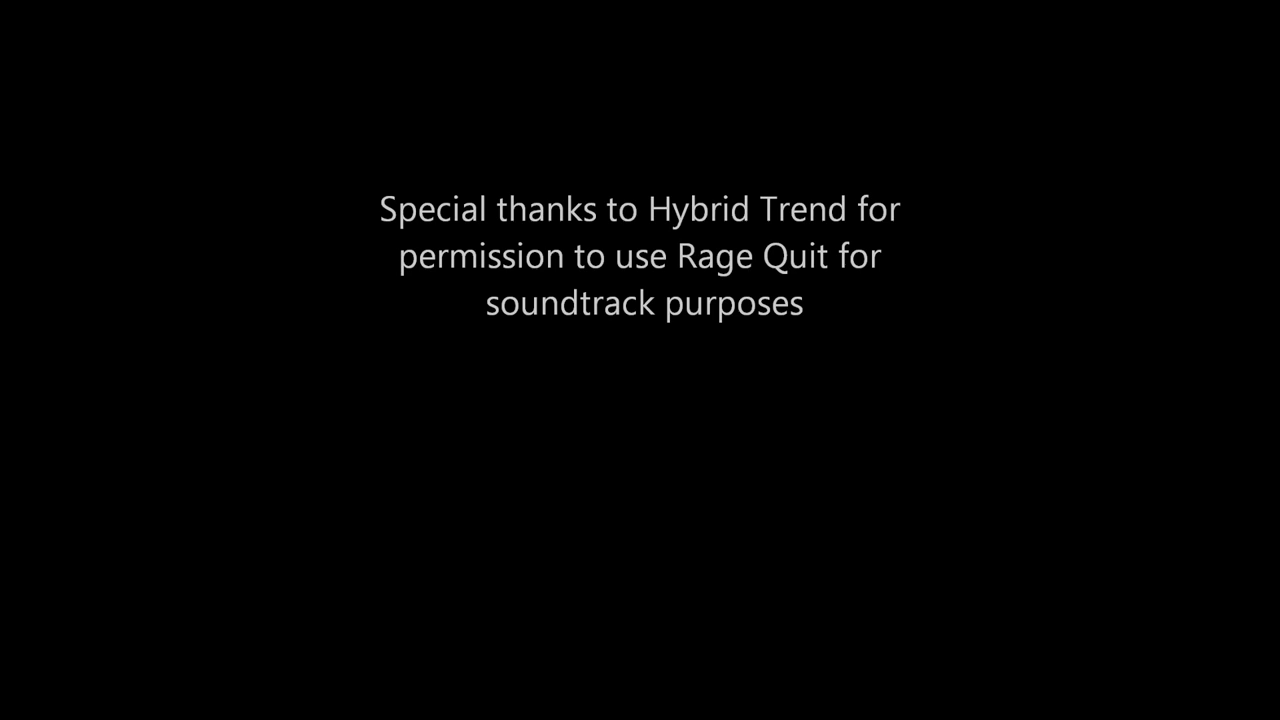 Special thanks to Hybrid Trend for
permission to use Rage Quit for
soundtrack purposes